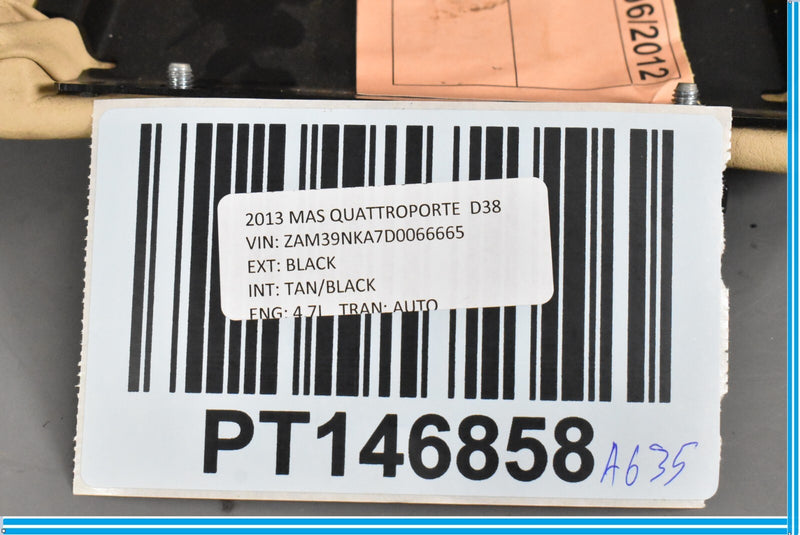 06/2012
2013 MAS QUATTROPORTE D38
VIN: ZAM39NKA7D0066665
EXT: BLACK
INT: TAN/BLACK
ENG: 4.7L TRAN: AUTO
PT146858
A635